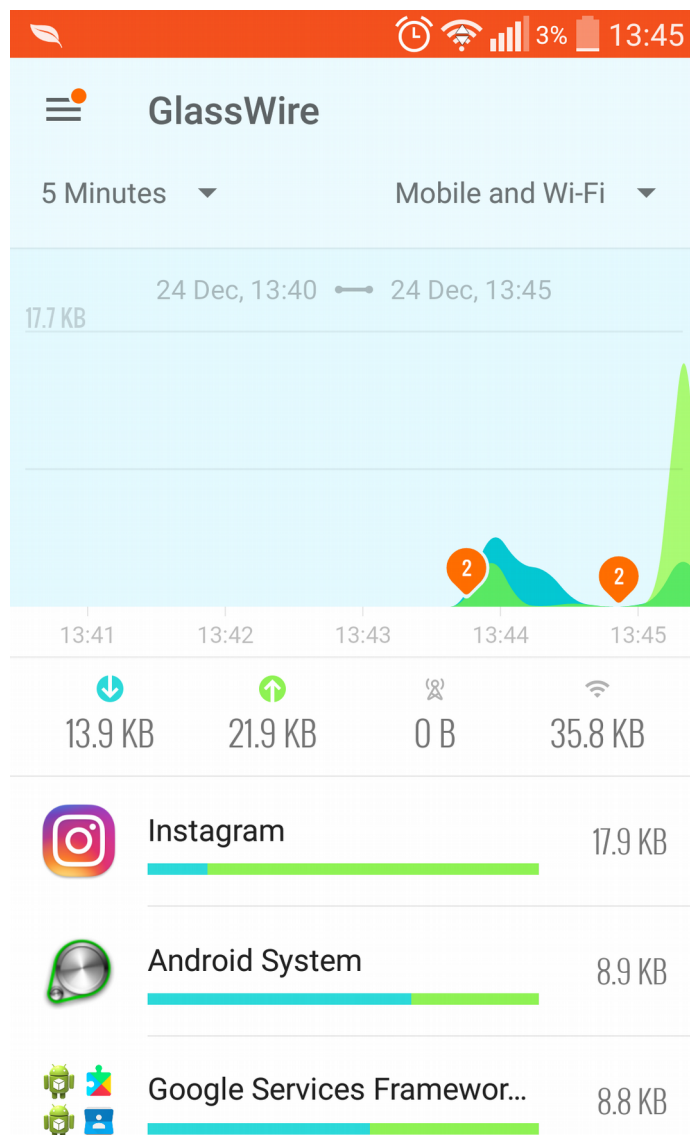 3% 13:45
GlassWire
5 Minutes Mobile and Wi-Fi
24 Dec, 13:40 24 Dec, 13:45
17.7 KB
2 2
13:41 13:42 13:43 13:44 13:45
13.9 KB 21.9 KB 0 B 35.8 KB
Instagram 17.9 KB
Android System 8.9 KB
Google Services Framewor... 8.8 KB